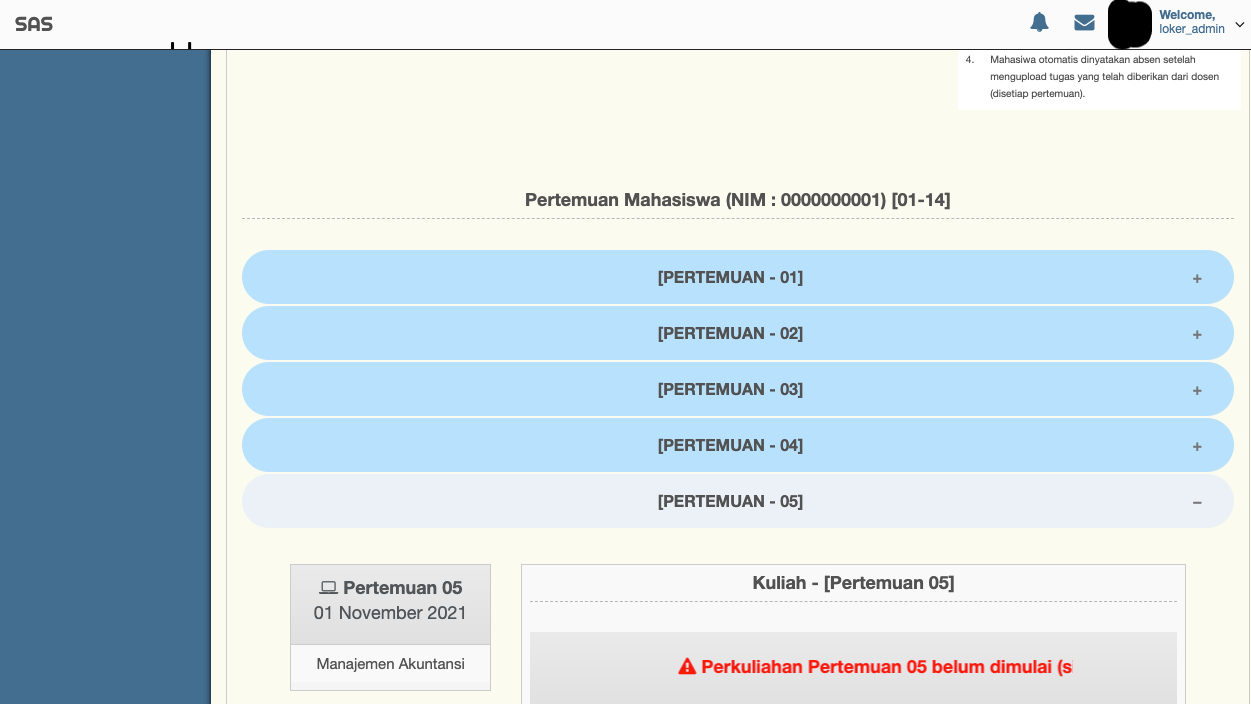 SAS
Welcome,
loker_admin
4. Mahasiwa otomatis dinyatakan absen setelah
mengupload tugas yang telah diberikan dari dosen
(disetiap pertemuan).
Pertemuan Mahasiswa (NIM : 0000000001) [01-14]
[PERTEMUAN - 01] +
[PERTEMUAN - 02] +
[PERTEMUAN - 03] +
[PERTEMUAN - 04] +
[PERTEMUAN - 05] –
Pertemuan 05
01 November 2021
Manajemen Akuntansi
Kuliah - [Pertemuan 05]
Perkuliahan Pertemuan 05 belum dimulai (s